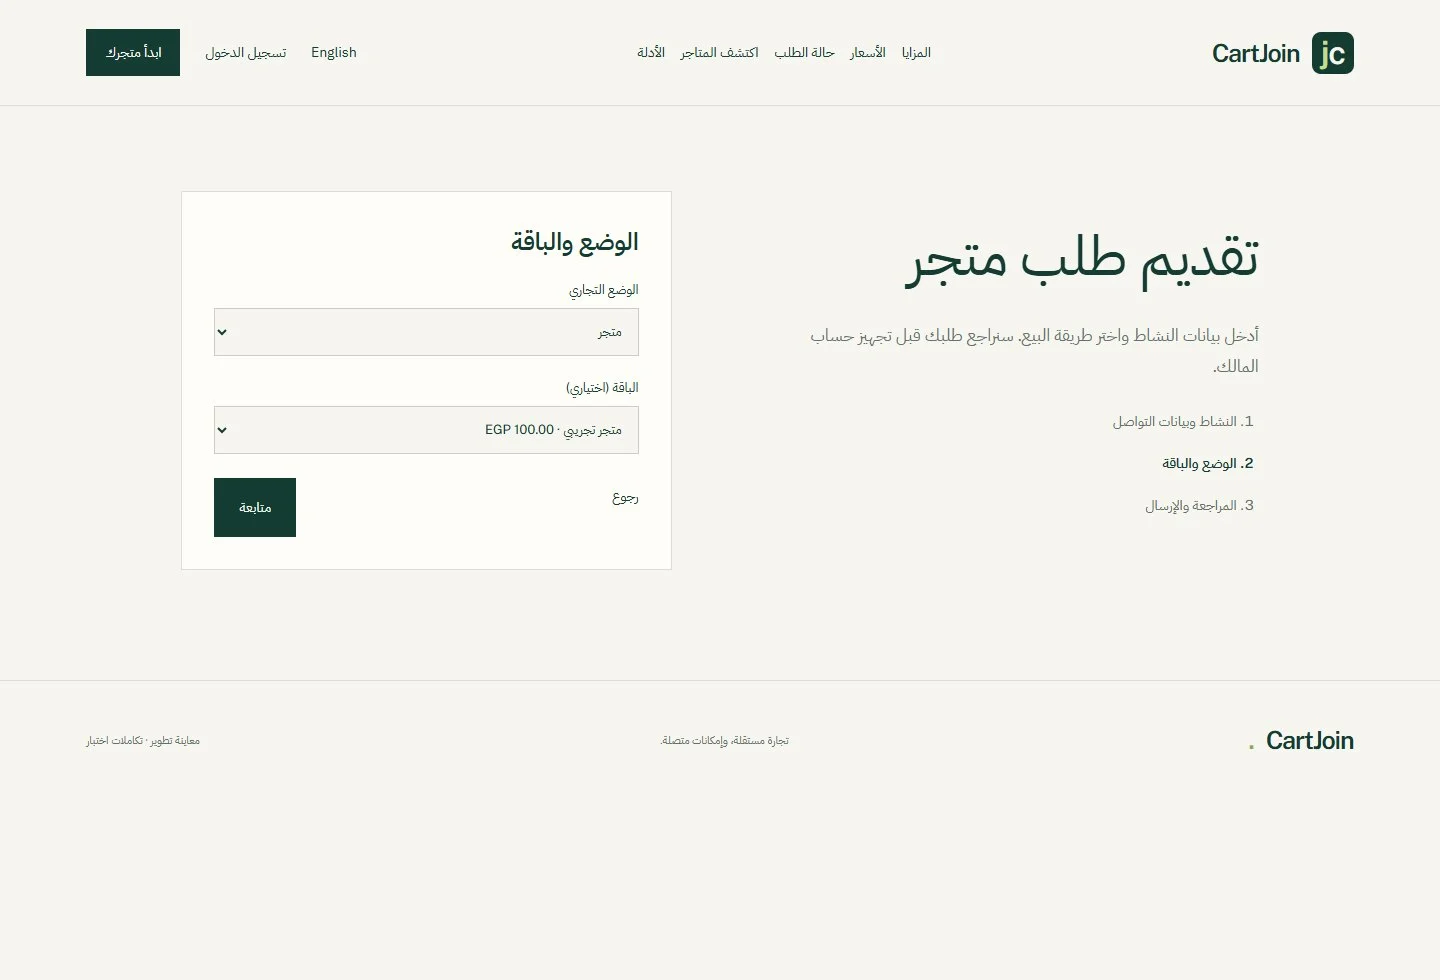 jc CartJoin
المزايا
الأسعار
حالة الطلب
اكتشف المتاجر
الأدلة
English
تسجيل الدخول
ابدأ متجرك
تقديم طلب متجر
أدخل بيانات النشاط واختر طريقة البيع. سنراجع طلبك قبل تجهيز حساب
المالك.
1. النشاط وبيانات التواصل
2. الوضع والباقة
3. المراجعة والإرسال
الوضع والباقة
الوضع التجاري
متجر
الباقة (اختياري)
متجر تجريبي · EGP 100.00
رجوع
متابعة
CartJoin .
تجارة مستقلة، وإمكانات متصلة.
معاينة تطوير · تكاملات اختبار